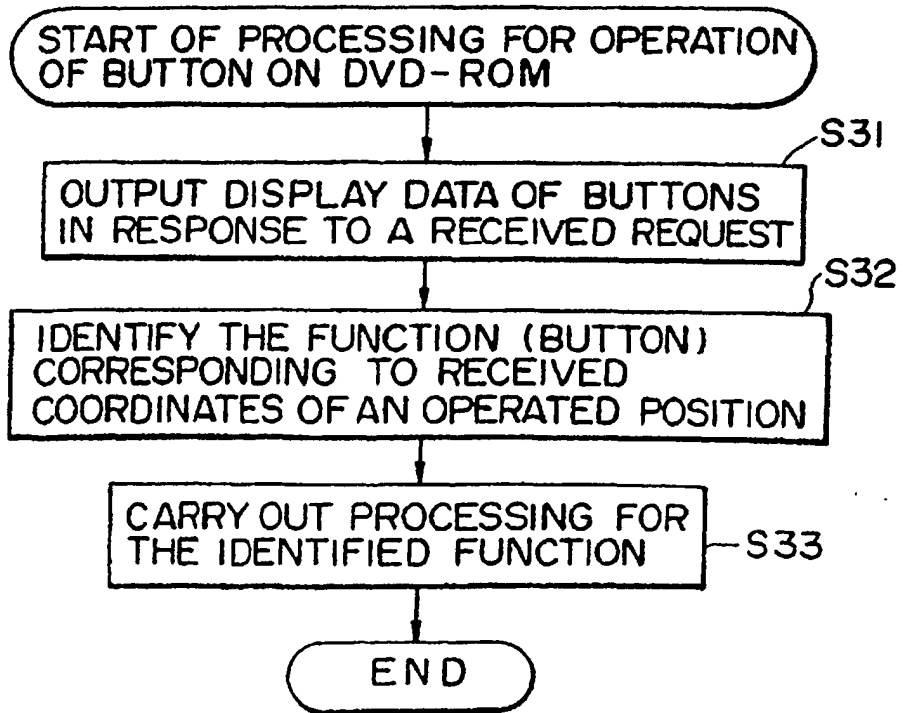 START OF PROCESSING FOR OPERATION
OF BUTTON ON DVD-ROM
S31
OUTPUT DISPLAY DATA OF BUTTONS
IN RESPONSE TO A RECEIVED REQUEST
S32
IDENTIFY THE FUNCTION (BUTTON)
CORRESPONDING TO RECEIVED
COORDINATES OF AN OPERATED POSITION
CARRY OUT PROCESSING FOR
THE IDENTIFIED FUNCTION
S33
END